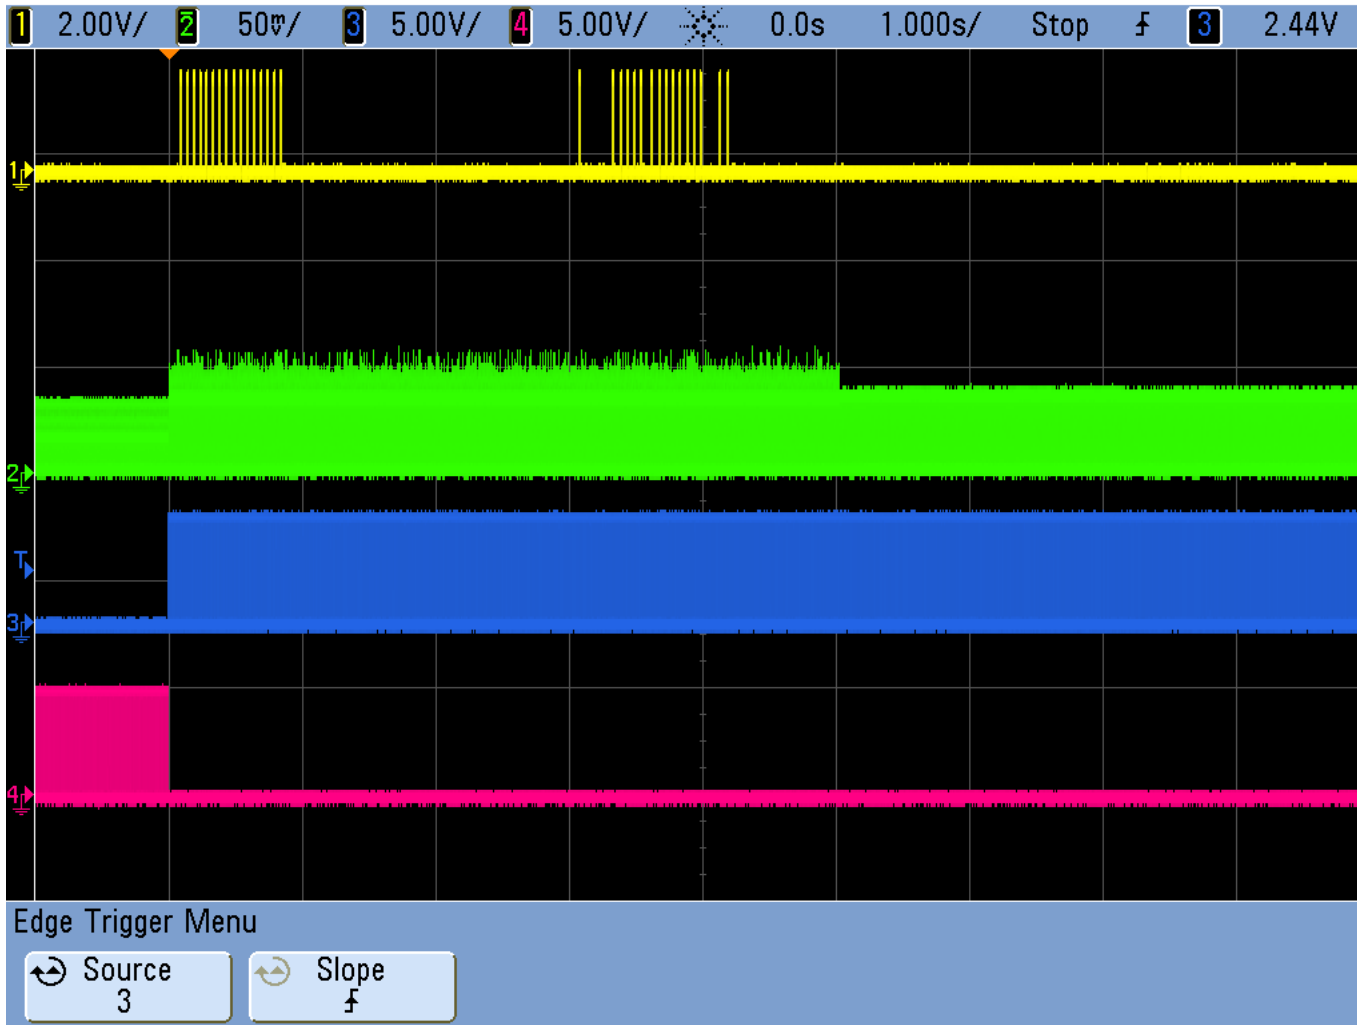 1 2.00V/ 2 50mV/ 3 5.00V/ 4 5.00V/ 0.0s 1.000s/ Stop 3 2.44V
1
2
T
3
4
Edge Trigger Menu
Source Slope
3